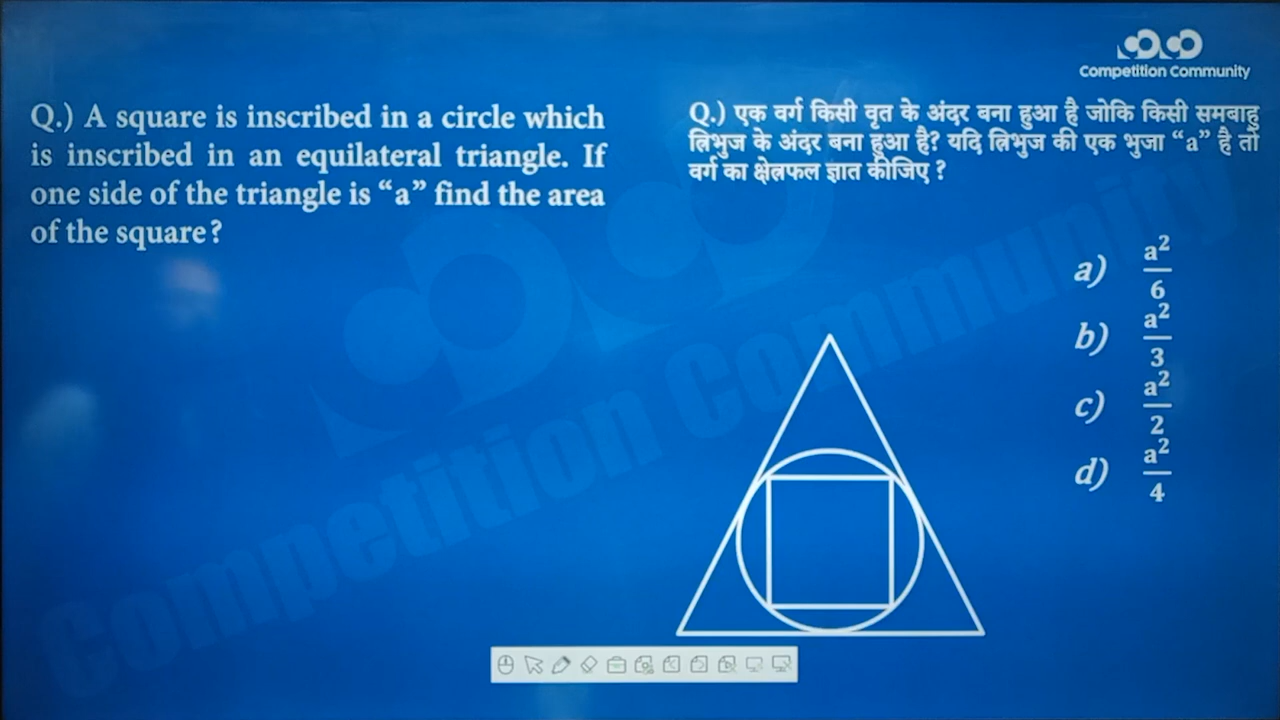 Competition Community
Q.) A square is inscribed in a circle which
is inscribed in an equilateral triangle. If
one side of the triangle is “a” find the area
of the square?
Q.) एक वर्ग किसी वृत के अंदर बना हुआ है जोकि किसी समबाहु
त्रिभुज के अंदर बना हुआ है? यदि त्रिभुज की एक भुजा “a” है तो
वर्ग का क्षेत्रफल ज्ञात कीजिए ?
a) a²/6
b) a²/3
c) a²/2
d) a²/4
Competition Community